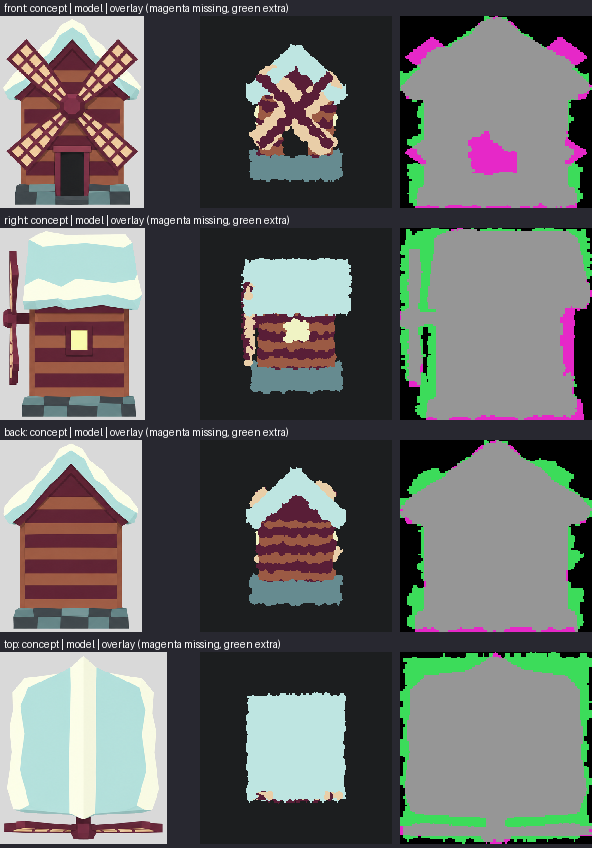 front: concept | model | overlay (magenta missing, green extra)
right: concept | model | overlay (magenta missing, green extra)
back: concept | model | overlay (magenta missing, green extra)
top: concept | model | overlay (magenta missing, green extra)